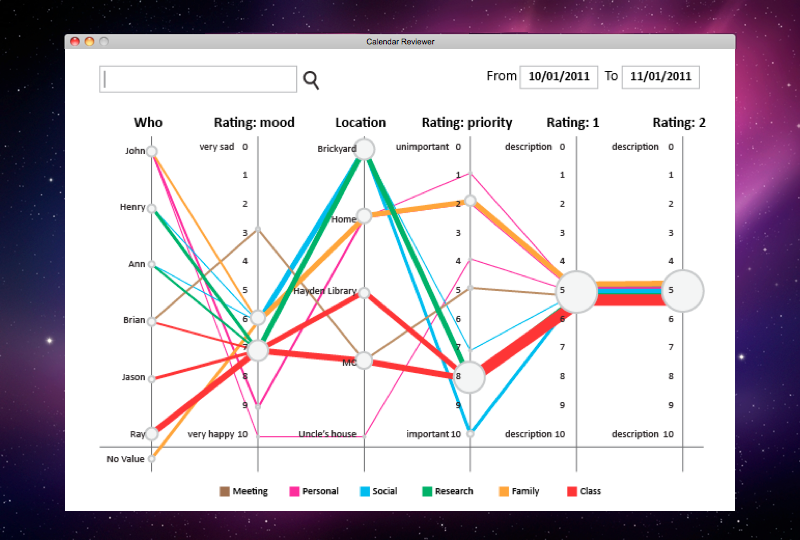 Calendar Reviewer
From 10/01/2011 To 11/01/2011
Who Rating: mood Location Rating: priority Rating: 1 Rating: 2
John very sad 0 Brickyard unimportant 0 description 0 description 0
1 1 1 1
Henry 2 Home 2 2 2
3 3 3 3
Ann 4 4 4 4
5 Hayden Library 5 5 5
Brian 6 6 6 6
7 MC 7 7 7
Jason 8 8 8 8
9 9 9 9
Ray very happy 10 Uncle's house important 10 description 10 description 10
No Value
Meeting Personal Social Research Family Class